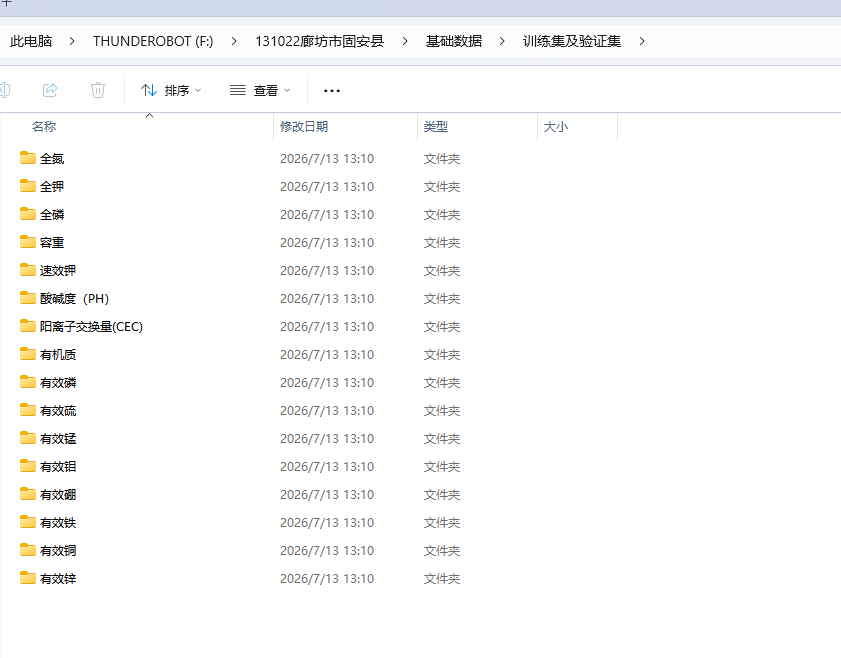 此电脑 > THUNDEROBOT (F:) > 131022廊坊市固安县 > 基础数据 > 训练集及验证集 >
排序 查看 ...
名称 修改日期 类型 大小
全氮 2026/7/13 13:10 文件夹
全钾 2026/7/13 13:10 文件夹
全磷 2026/7/13 13:10 文件夹
容重 2026/7/13 13:10 文件夹
速效钾 2026/7/13 13:10 文件夹
酸碱度（PH） 2026/7/13 13:10 文件夹
阳离子交换量(CEC) 2026/7/13 13:10 文件夹
有机质 2026/7/13 13:10 文件夹
有效磷 2026/7/13 13:10 文件夹
有效硫 2026/7/13 13:10 文件夹
有效锰 2026/7/13 13:10 文件夹
有效钼 2026/7/13 13:10 文件夹
有效硼 2026/7/13 13:10 文件夹
有效铁 2026/7/13 13:10 文件夹
有效铜 2026/7/13 13:10 文件夹
有效锌 2026/7/13 13:10 文件夹